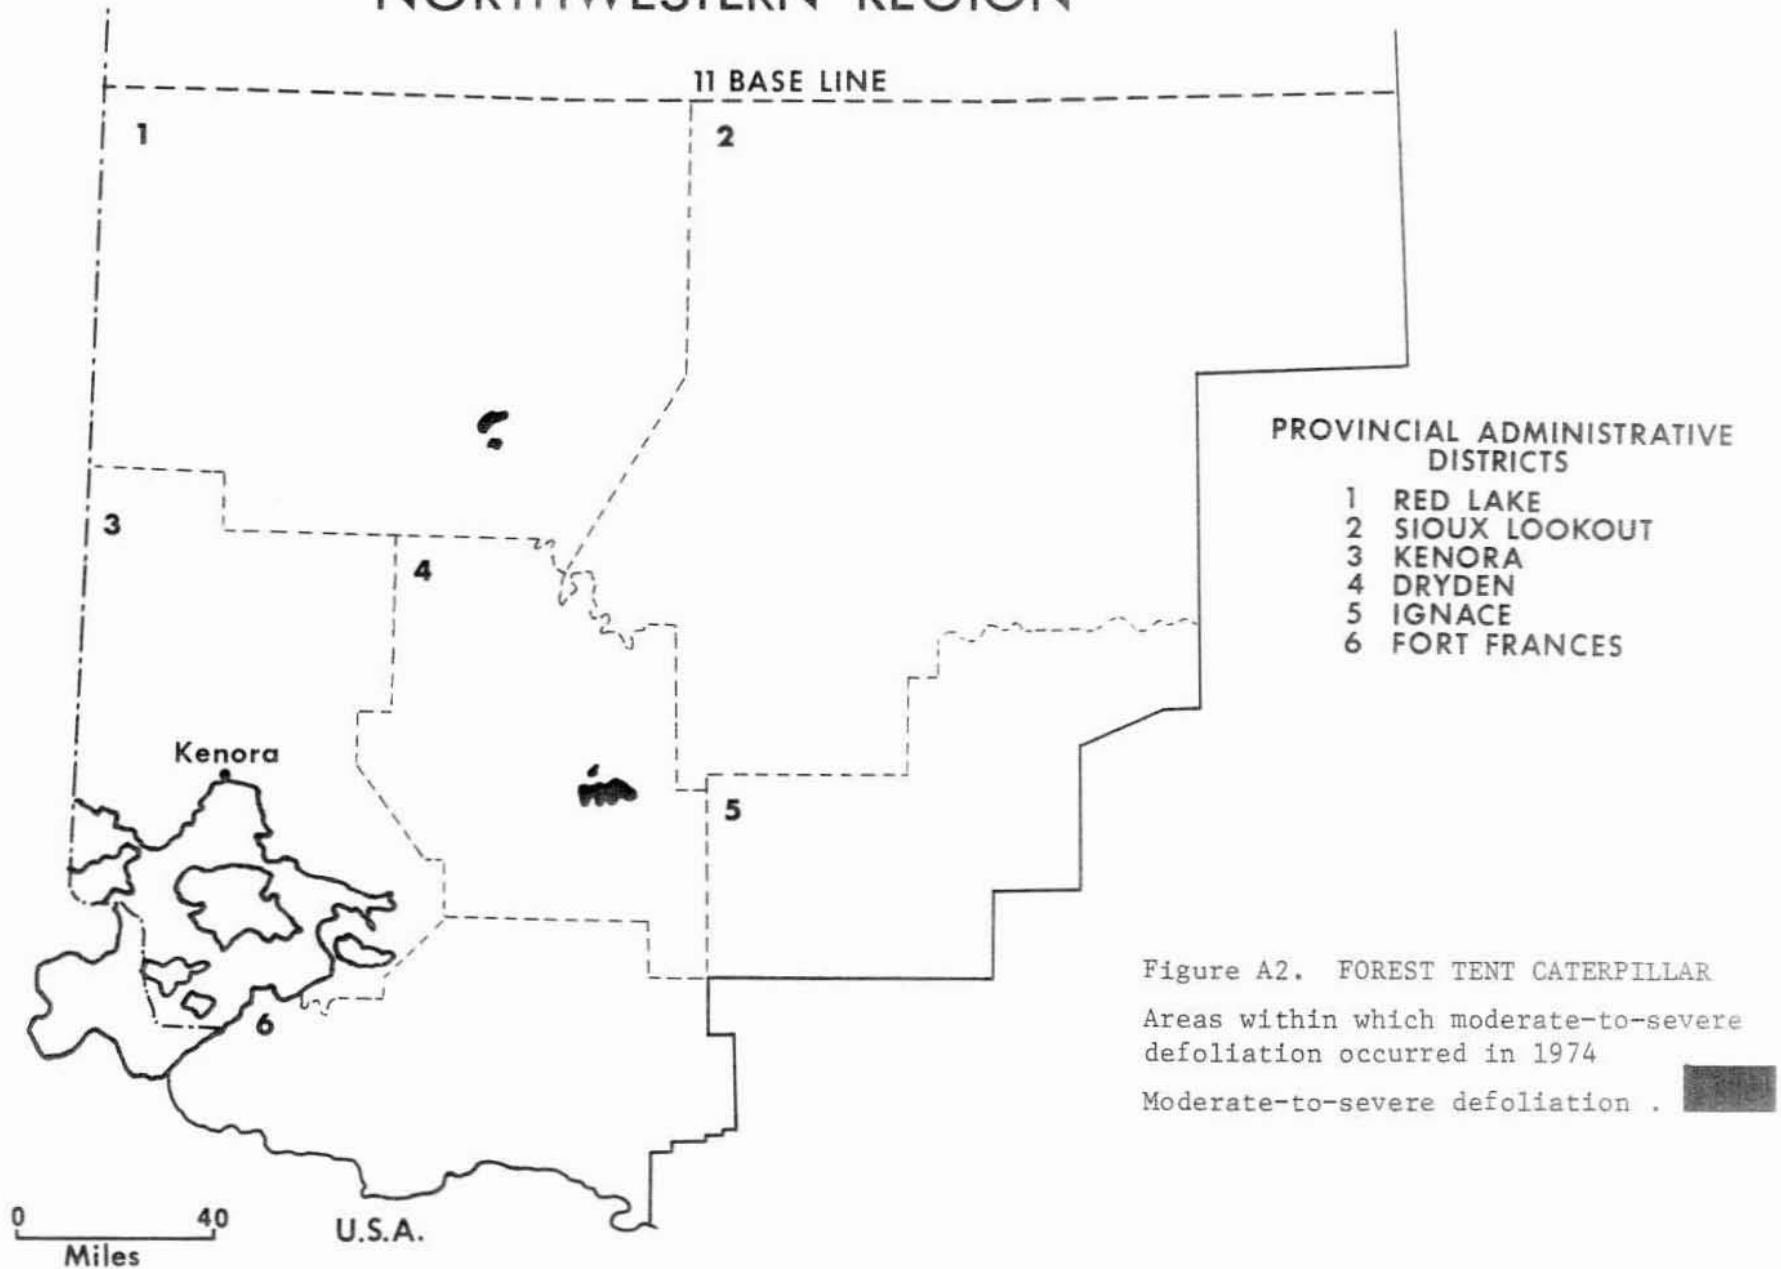 NORTHWESTERN REGION
11 BASE LINE
1
2
3
4
Kenora
5
6
PROVINCIAL ADMINISTRATIVE
DISTRICTS
1 RED LAKE
2 SIOUX LOOKOUT
3 KENORA
4 DRYDEN
5 IGNACE
6 FORT FRANCES
Figure A2. FOREST TENT CATERPILLAR
Areas within which moderate-to-severe
defoliation occurred in 1974
Moderate-to-severe defoliation .
0 40
Miles
U.S.A.